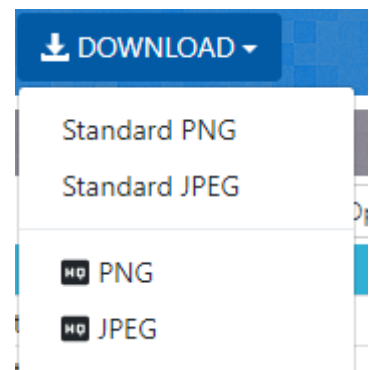 DOWNLOAD
Standard PNG
Standard JPEG
HQ PNG
HQ JPEG